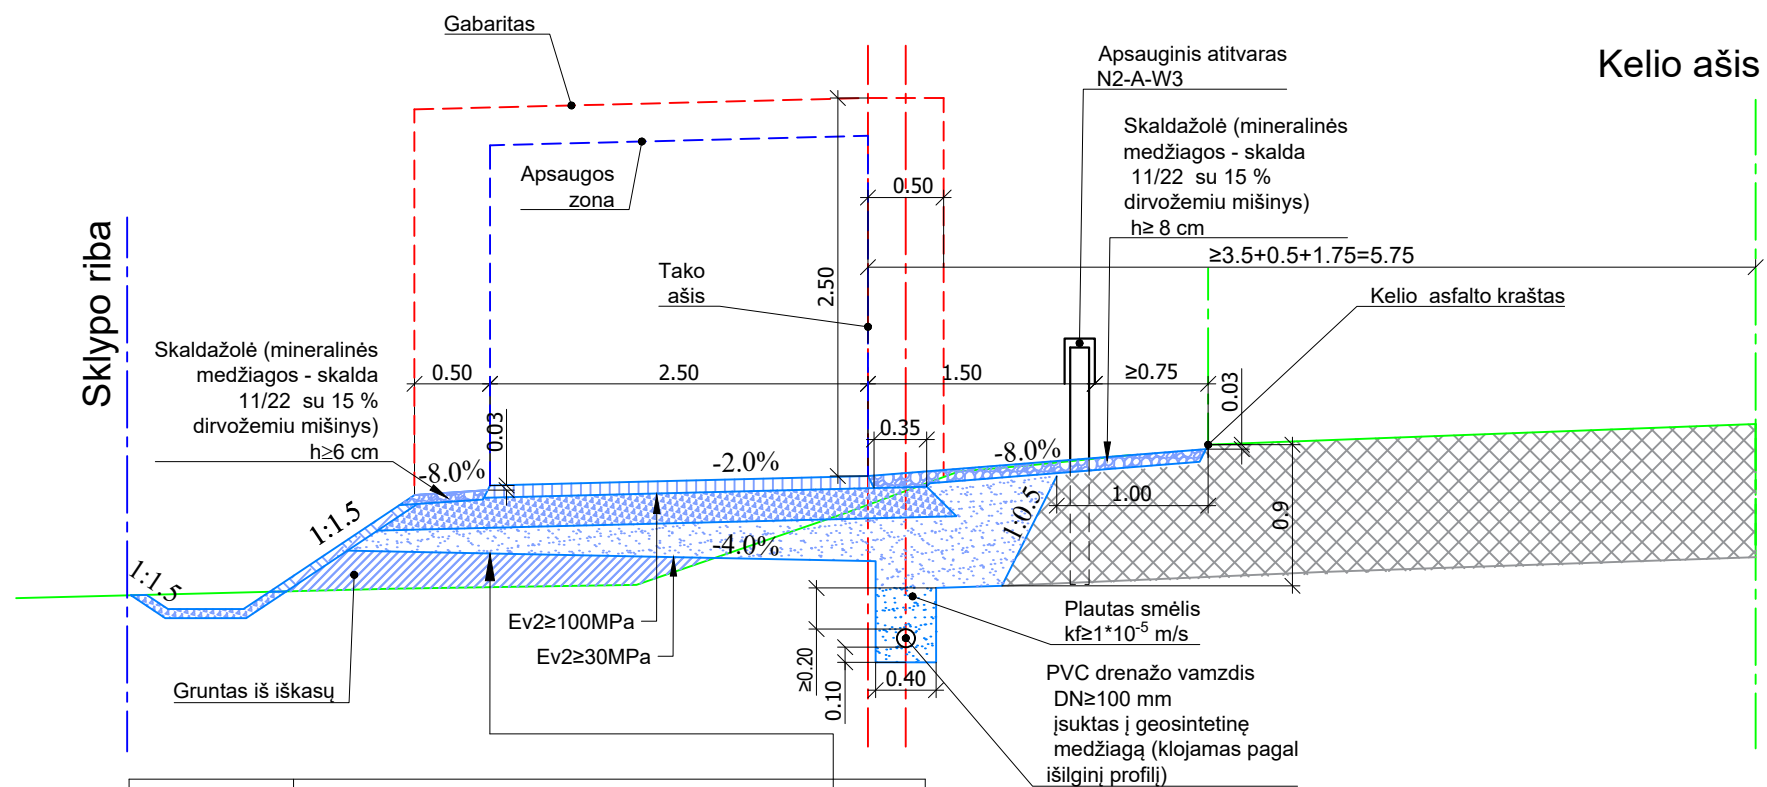 Gabaritas
Kelio ašis
Apsauginis atitvaras
N2-A-W3
Skaldažolė (mineralinės
medžiagos - skalda
11/22 su 15 %
dirvožemiu mišinys)
h≥ 8 cm
Apsaugos
zona
0.50
≥3.5+0.5+1.75=5.75
Sklypo riba
Tako
ašis
2.50
Kelio asfalto kraštas
Skaldažolė (mineralinės
medžiagos - skalda
11/22 su 15 %
dirvožemiu mišinys)
h≥6 cm
0.50
2.50
1.50
≥0.75
0.03
0.03
0.35
-8.0%
-2.0%
-8.0%
1.00
0.9
1:1.5
1:0.5
-4.0%
1:1.5
Ev2≥100MPa
Ev2≥30MPa
Plautas smėlis
kf≥1*10-5 m/s
≥0.20
0.10
0.40
Gruntas iš iškasų
PVC drenažo vamzdis
DN≥100 mm
įsuktas į geosintetinę
medžiagą (klojamas pagal
išilginį profilį)